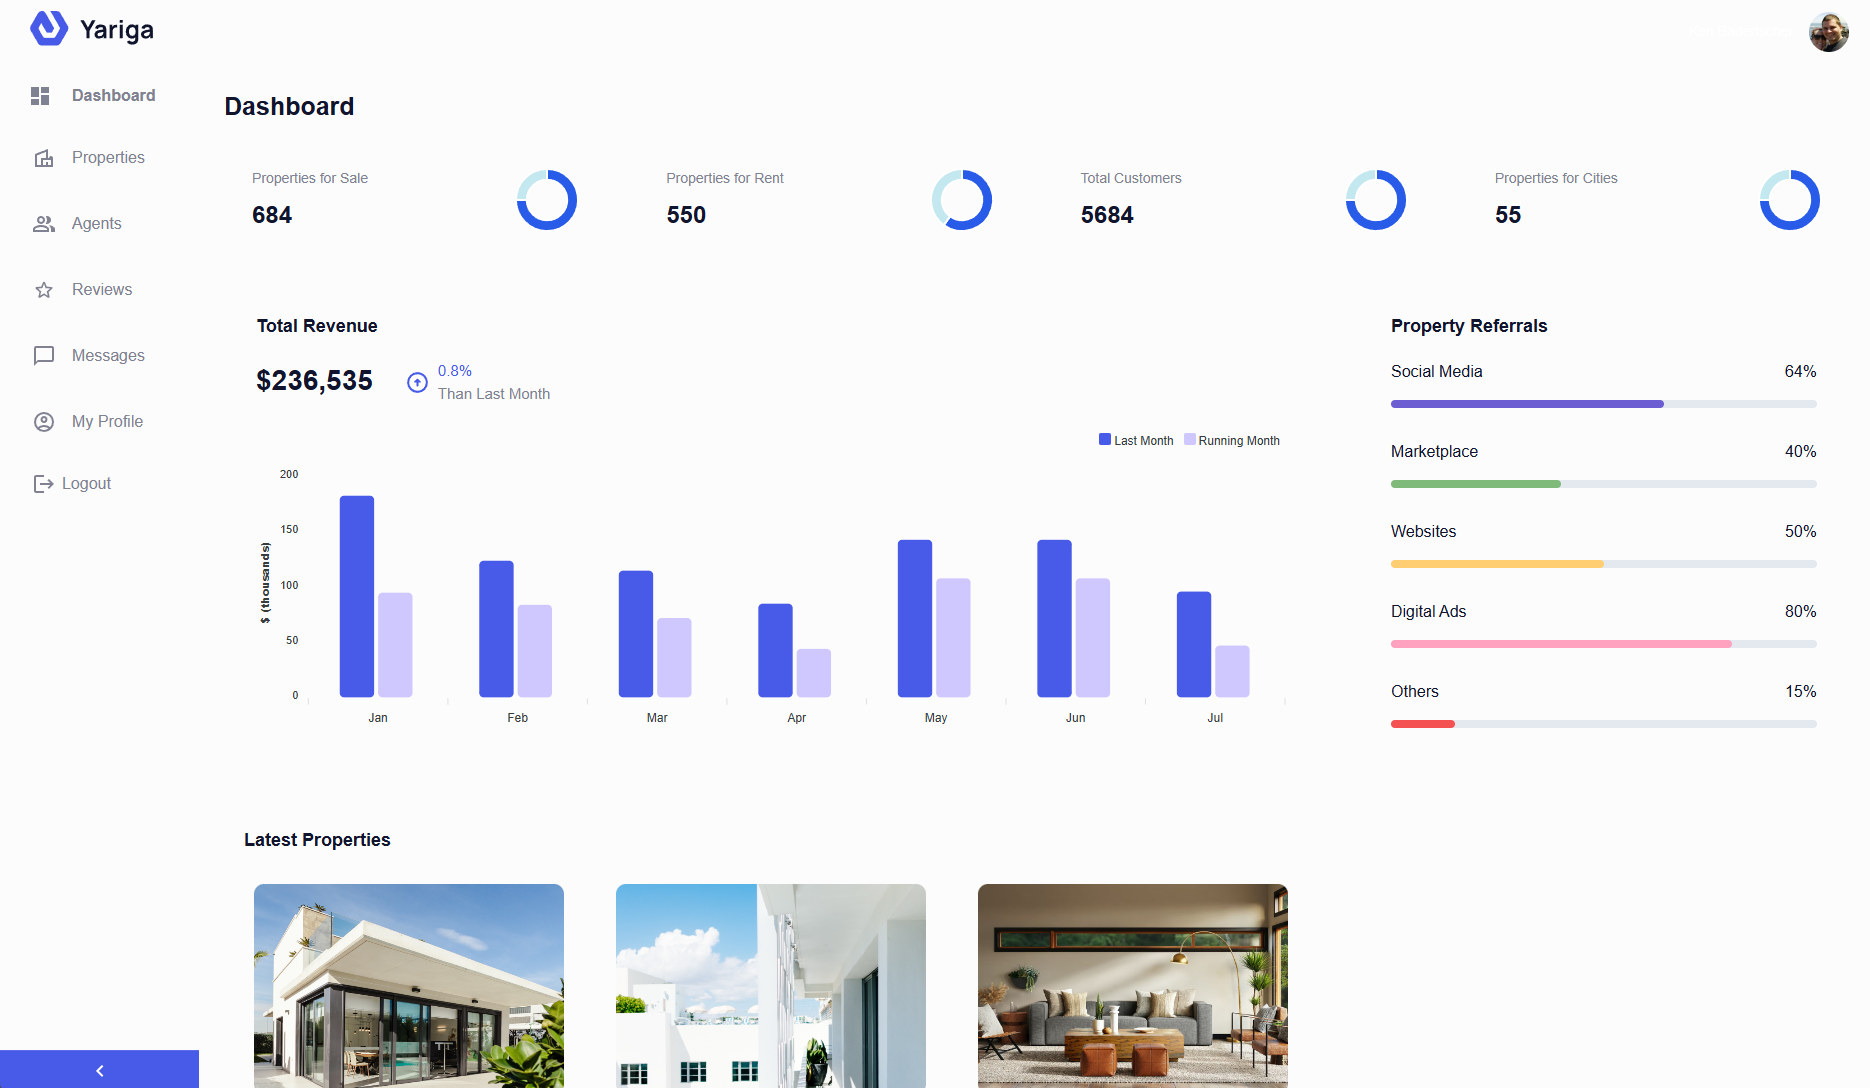 Yariga
Dashboard
Properties
Agents
Reviews
Messages
My Profile
Logout
Dashboard
Properties for Sale
684
Properties for Rent
550
Total Customers
5684
Properties for Cities
55
Total Revenue
$236,535
0.8%
Than Last Month
Last Month Running Month
$ (thousands)
200
150
100
50
0
Jan Feb Mar Apr May Jun Jul
Property Referrals
Social Media 64%
Marketplace 40%
Websites 50%
Digital Ads 80%
Others 15%
Latest Properties